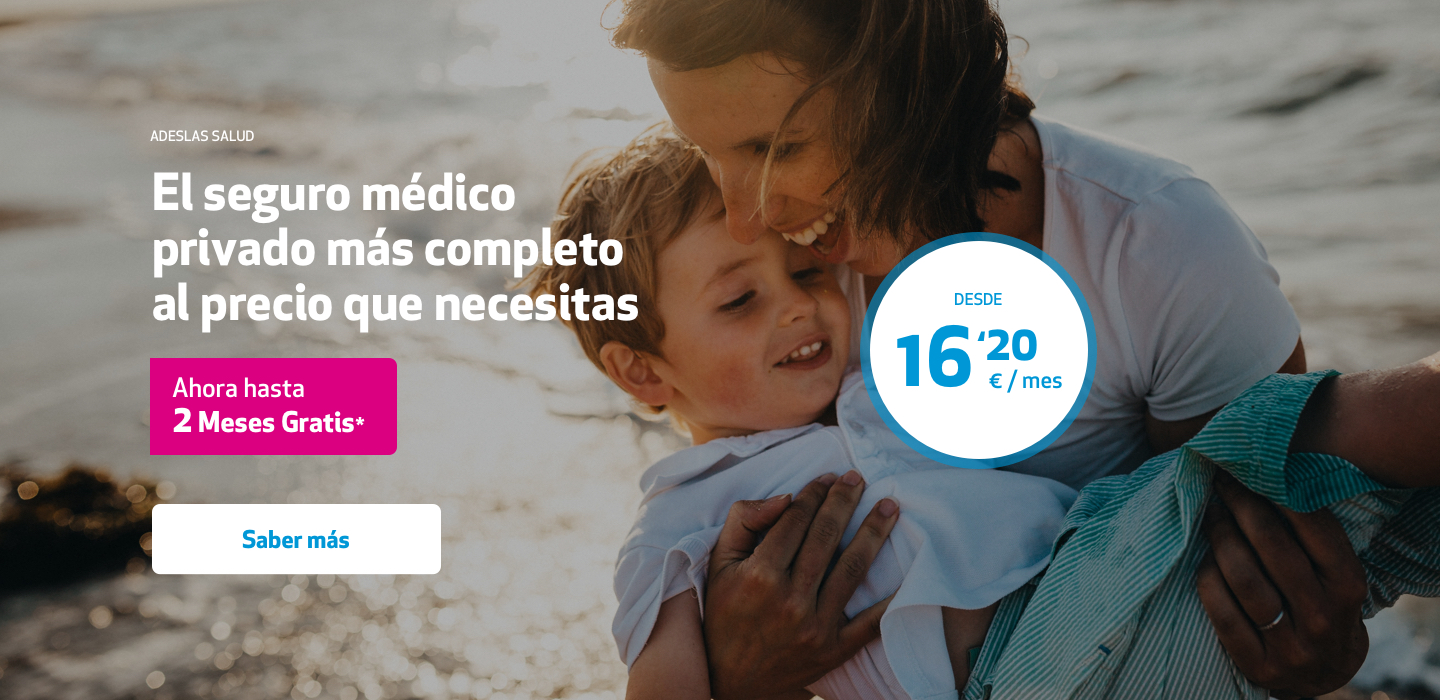 ADESLAS SALUD
El seguro médico
privado más completo
al precio que necesitas
Ahora hasta
2 Meses Gratis*
Saber más
DESDE
16‘20
€ / mes